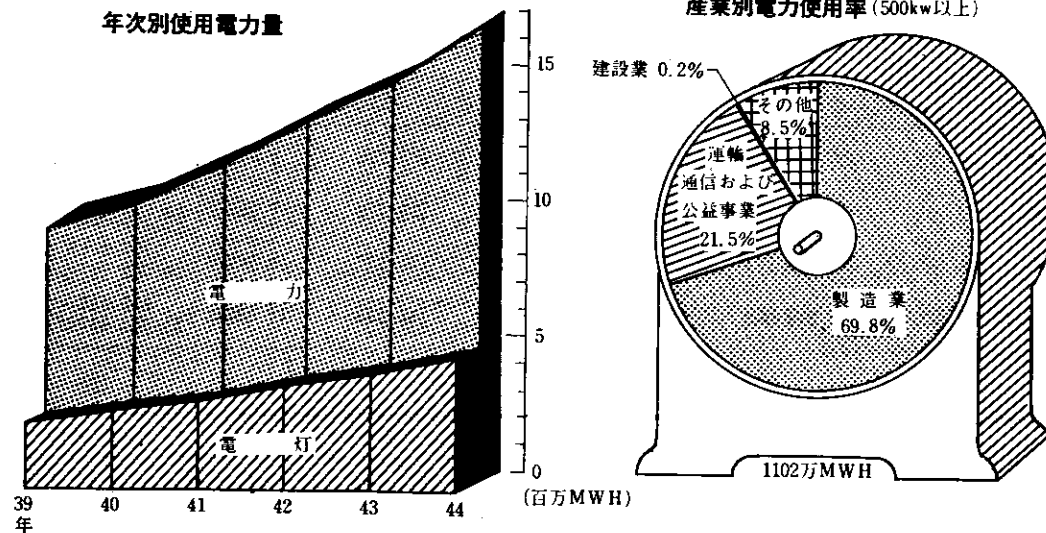 年次別使用電力量
15
10
5
0
(百万MWH)
電力
電灯
39
年
40
41
42
43
44
産業別電力使用率(500kw以上)
建設業 0.2%
その他
8.5%
運輸
通信および
公益事業
21.5%
製造業
69.8%
1102万MWH